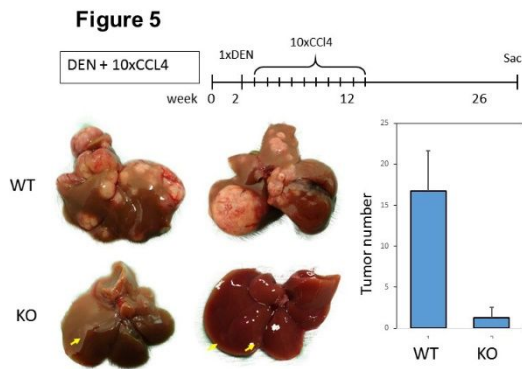 Figure 5
DEN + 10xCCL4
1xDEN
10xCCl4
Sac
week 0 2 12 26
WT
KO
Tumor number
25
20
15
10
5
0
WT KO